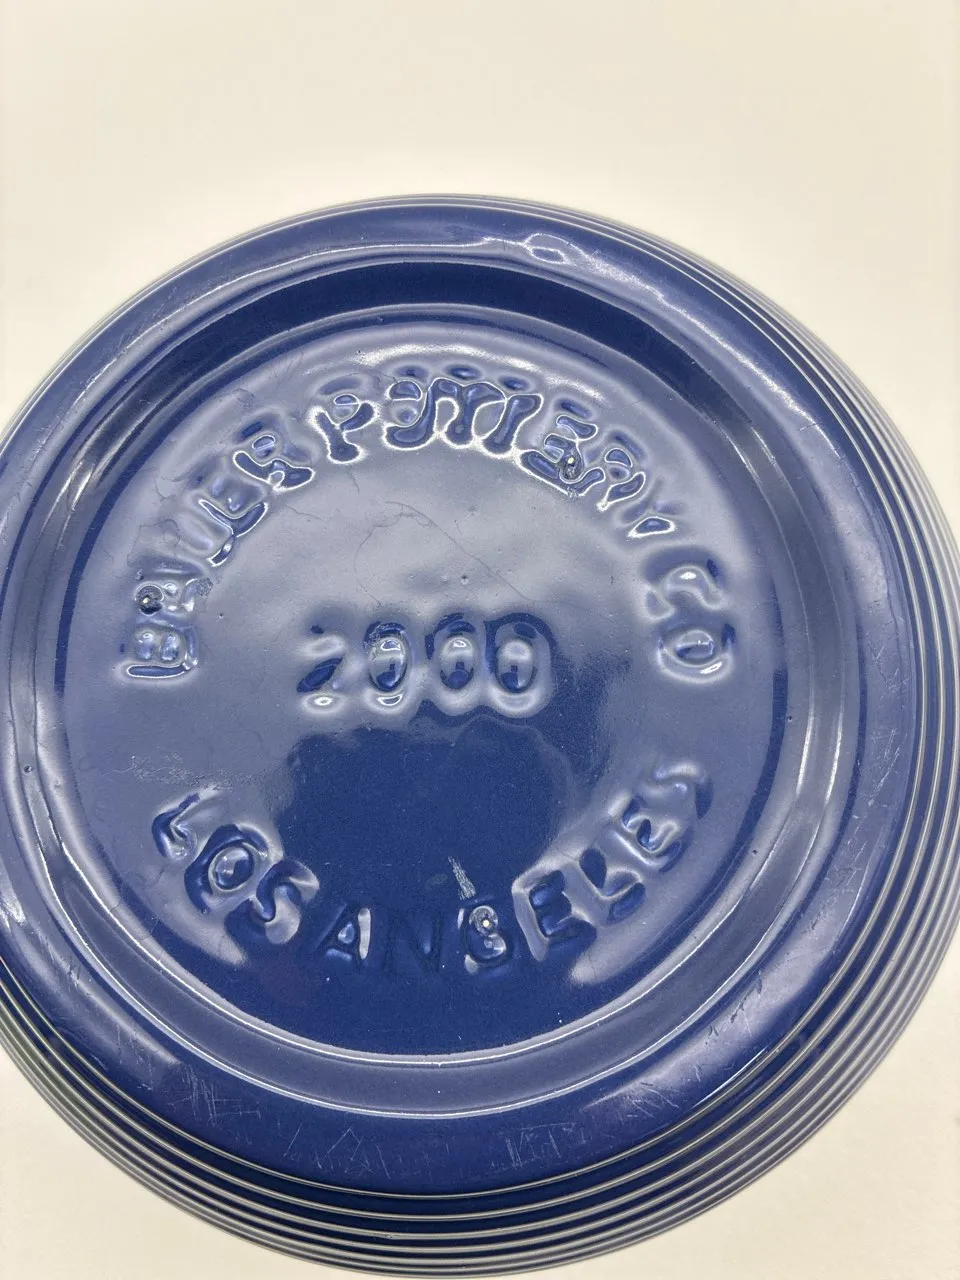 BAUER POTTERY CO
2000
LOS ANGELES